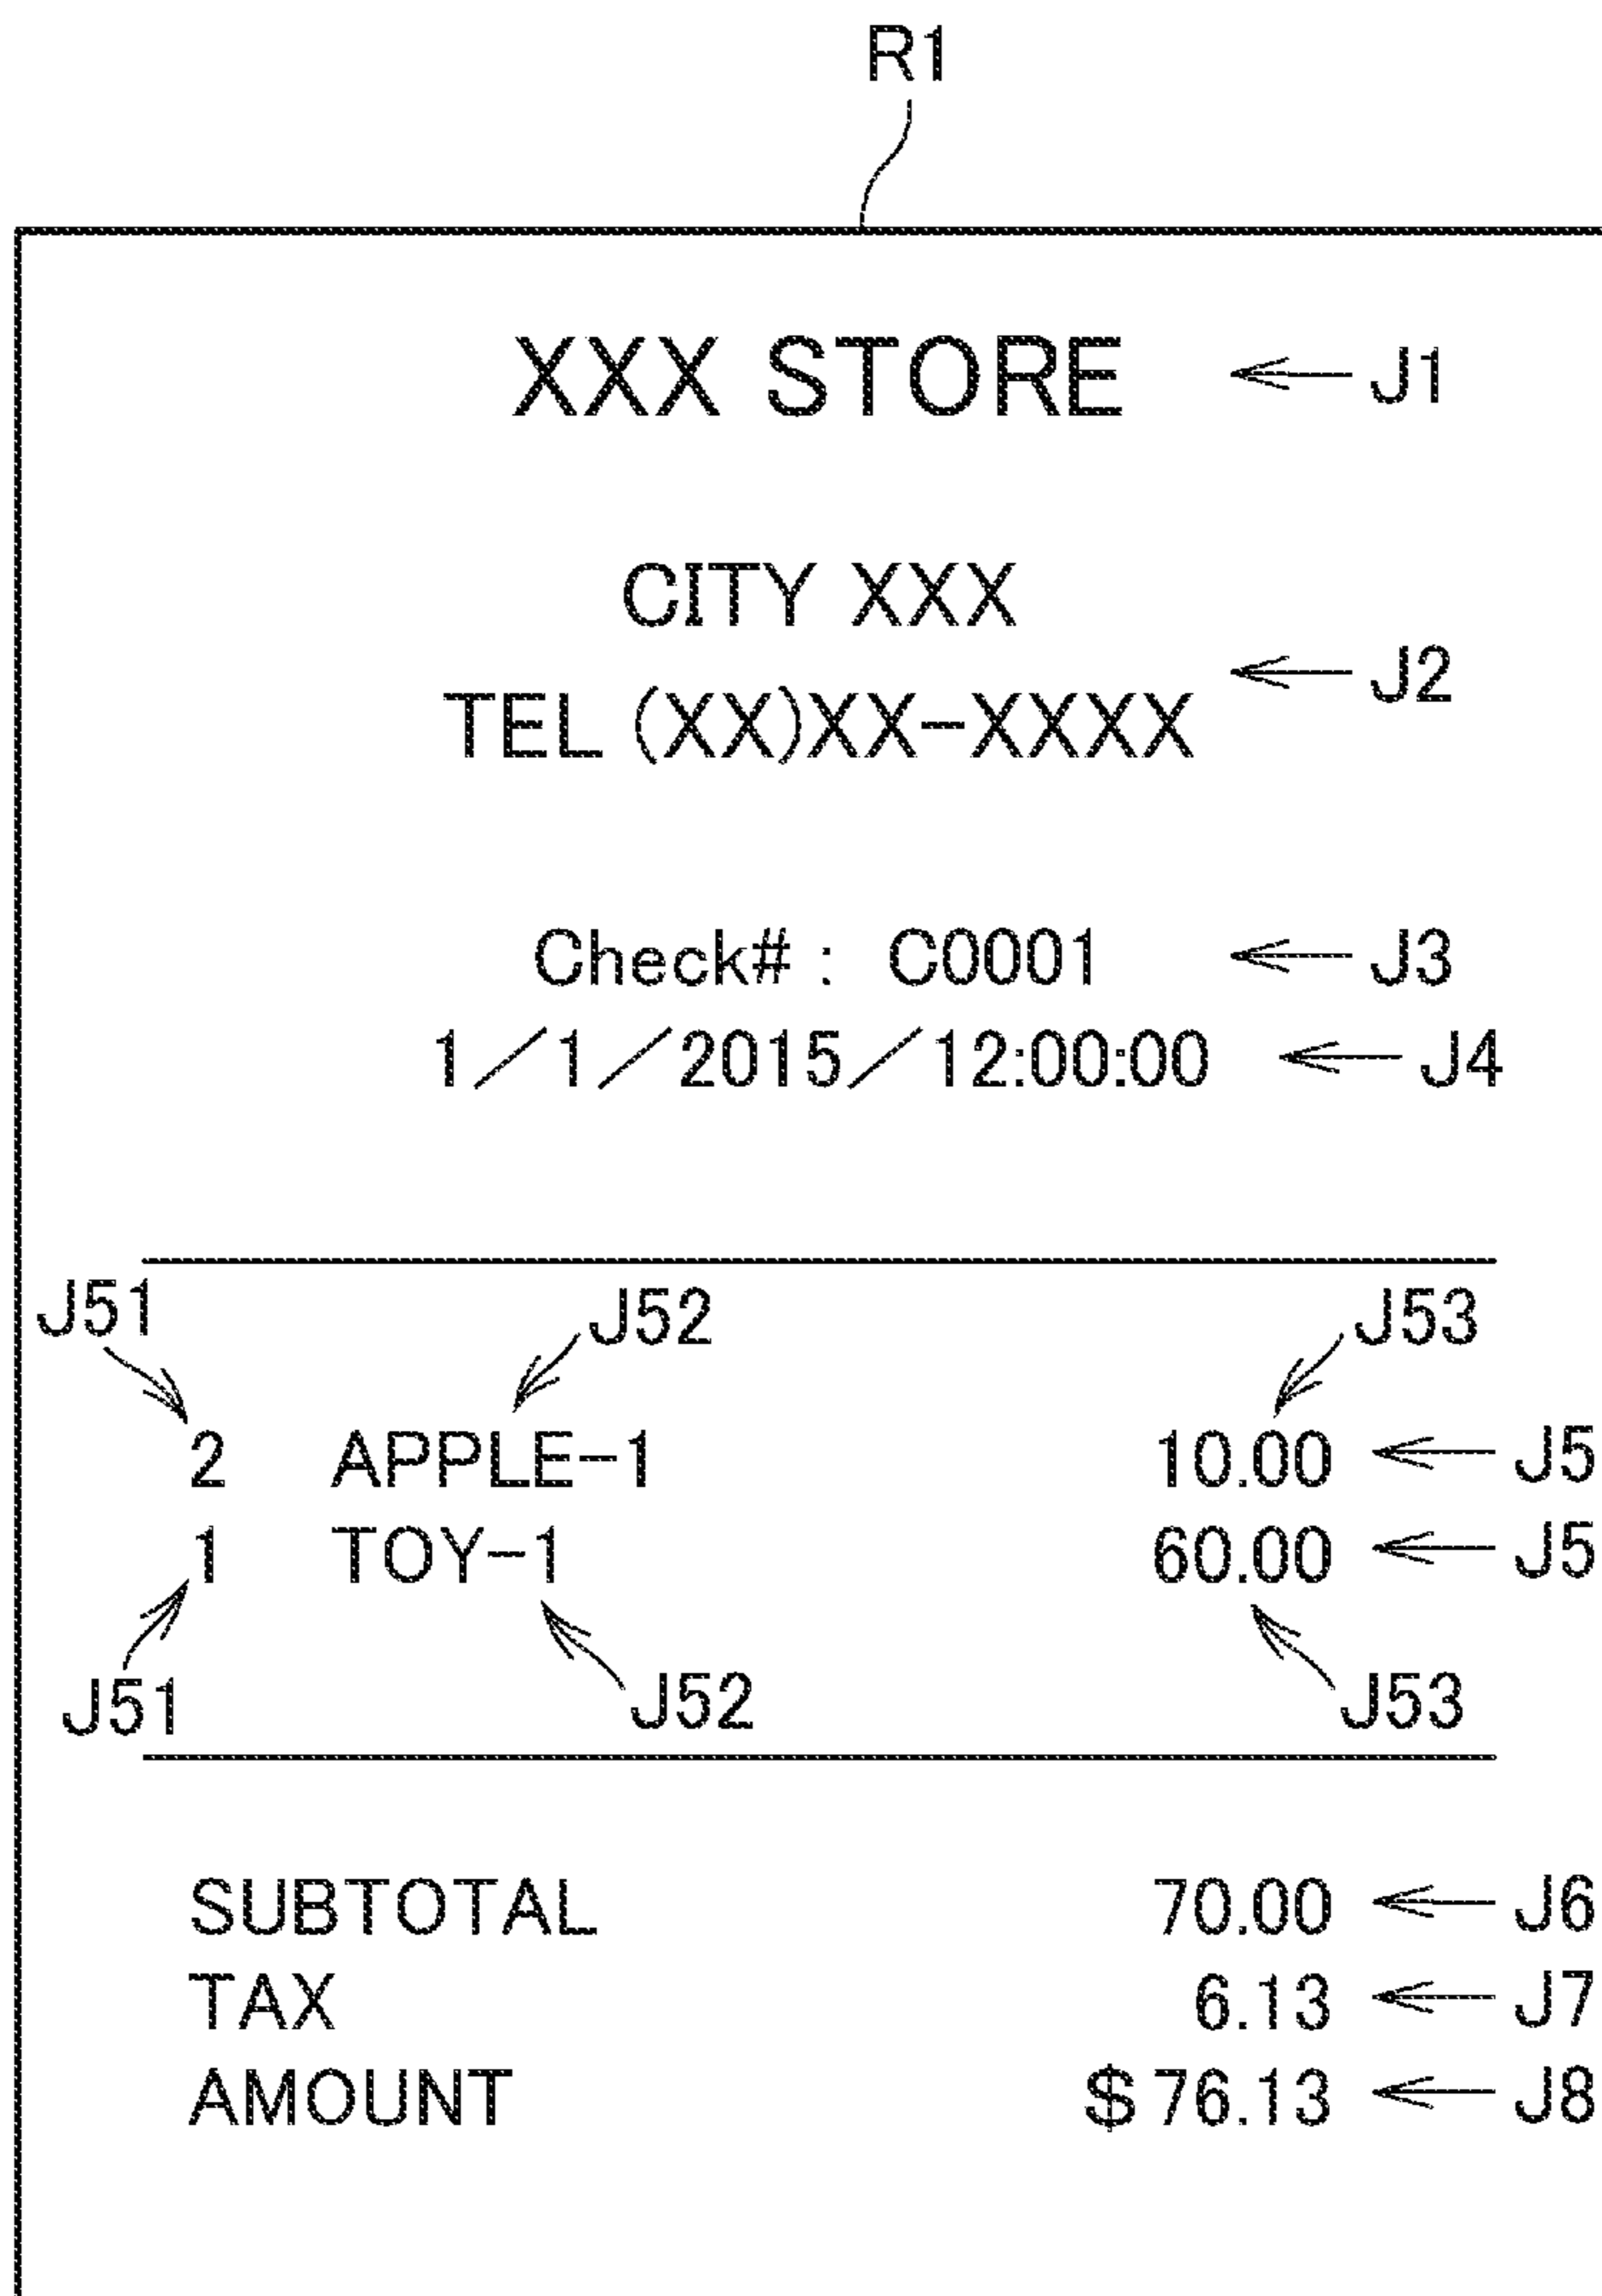 R1
XXX STORE J1
CITY XXX
J2
TEL (XX)XX-XXXX
Check# : C0001 J3
1/1/2015/12:00:00 J4
J51 J52 J53
2 APPLE-1 10.00 J5
1 TOY-1 60.00 J5
J51 J52 J53
SUBTOTAL 70.00 J6
TAX 6.13 J7
AMOUNT $76.13 J8